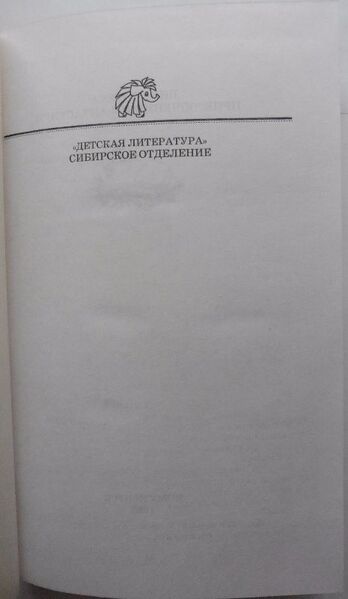 «ДЕТСКАЯ ЛИТЕРАТУРА»
СИБИРСКОЕ ОТДЕЛЕНИЕ